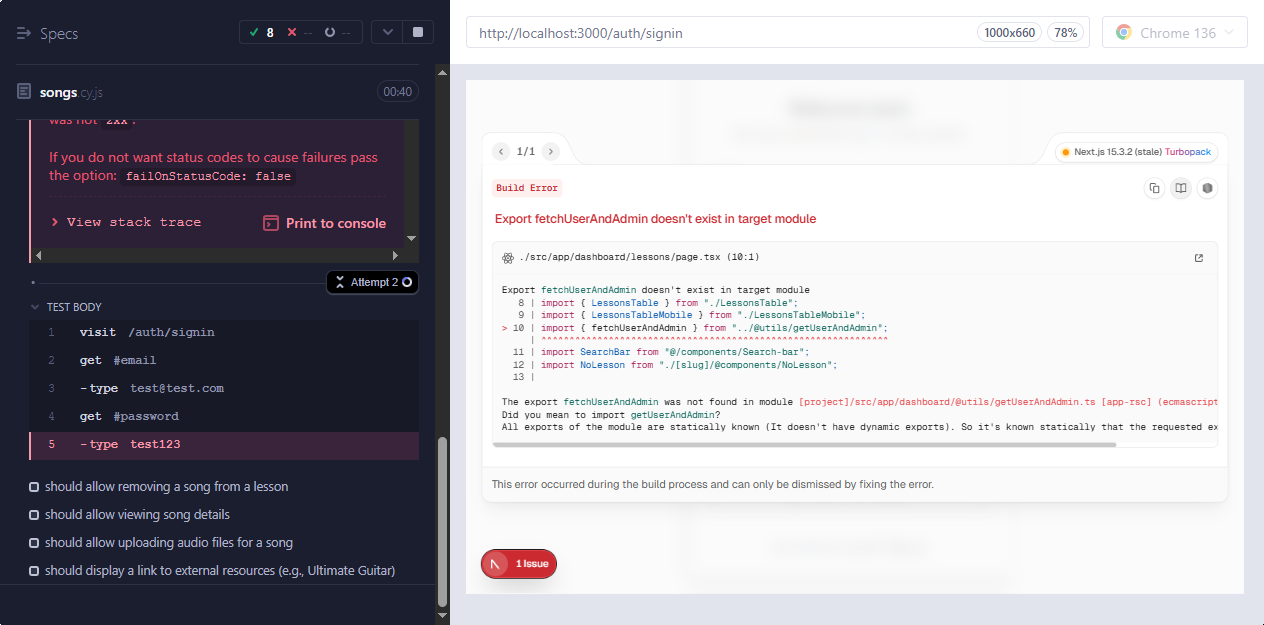 Specs
8
--
--
songs.cy.js
00:40
was not 2xx.
If you do not want status codes to cause failures pass
the option: failOnStatusCode: false
View stack trace
Print to console
Attempt 2
TEST BODY
1 visit /auth/signin
2 get #email
3 -type test@test.com
4 get #password
5 -type test123
should allow removing a song from a lesson
should allow viewing song details
should allow uploading audio files for a song
should display a link to external resources (e.g., Ultimate Guitar)
http://localhost:3000/auth/signin
1000x660
78%
Chrome 136
1/1
Next.js 15.3.2 (stale) Turbopack
Build Error
Export fetchUserAndAdmin doesn't exist in target module
./src/app/dashboard/lessons/page.tsx (10:1)
Export fetchUserAndAdmin doesn't exist in target module
8 | import { LessonsTable } from "./LessonsTable";
9 | import { LessonsTableMobile } from "./LessonsTableMobile";
> 10 | import { fetchUserAndAdmin } from "../@utils/getUserAndAdmin";
| ^^^^^^^^^^^^^^^^^^^^^^^^^^^^^^^^^^^^^^^^^^^^^^^^^^^^^^^^^^^^^^
11 | import SearchBar from "@/components/Search-bar";
12 | import NoLesson from "./[slug]/@components/NoLesson";
13 |
The export fetchUserAndAdmin was not found in module [project]/src/app/dashboard/@utils/getUserAndAdmin.ts [app-rsc] (ecmascript
Did you mean to import getUserAndAdmin?
All exports of the module are statically known (It doesn't have dynamic exports). So it's known statically that the requested ex
This error occurred during the build process and can only be dismissed by fixing the error.
N 1 Issue